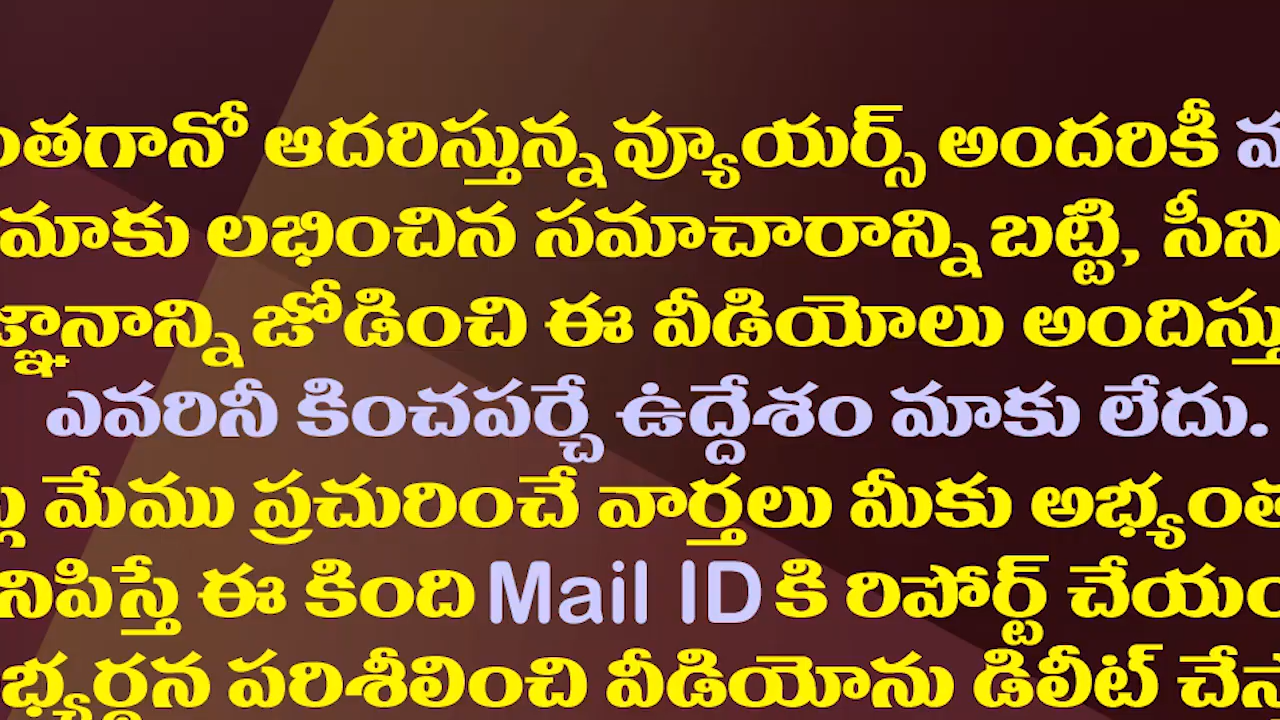 ఆదరిస్తున్న వ్యూయర్స్ అందరికీ
మాకు లభించిన సమాచారాన్ని బట్టి,
జోడించి ఈ వీడియోలు
ఎవరినీ కించపర్చే ఉద్దేశం మాకు లేదు.
మేము ప్రచురించే వార్తలు మీకు
ఈ కింది Mail ID కి రిపోర్ట్
పరిశీలించి వీడియోను డిలీట్